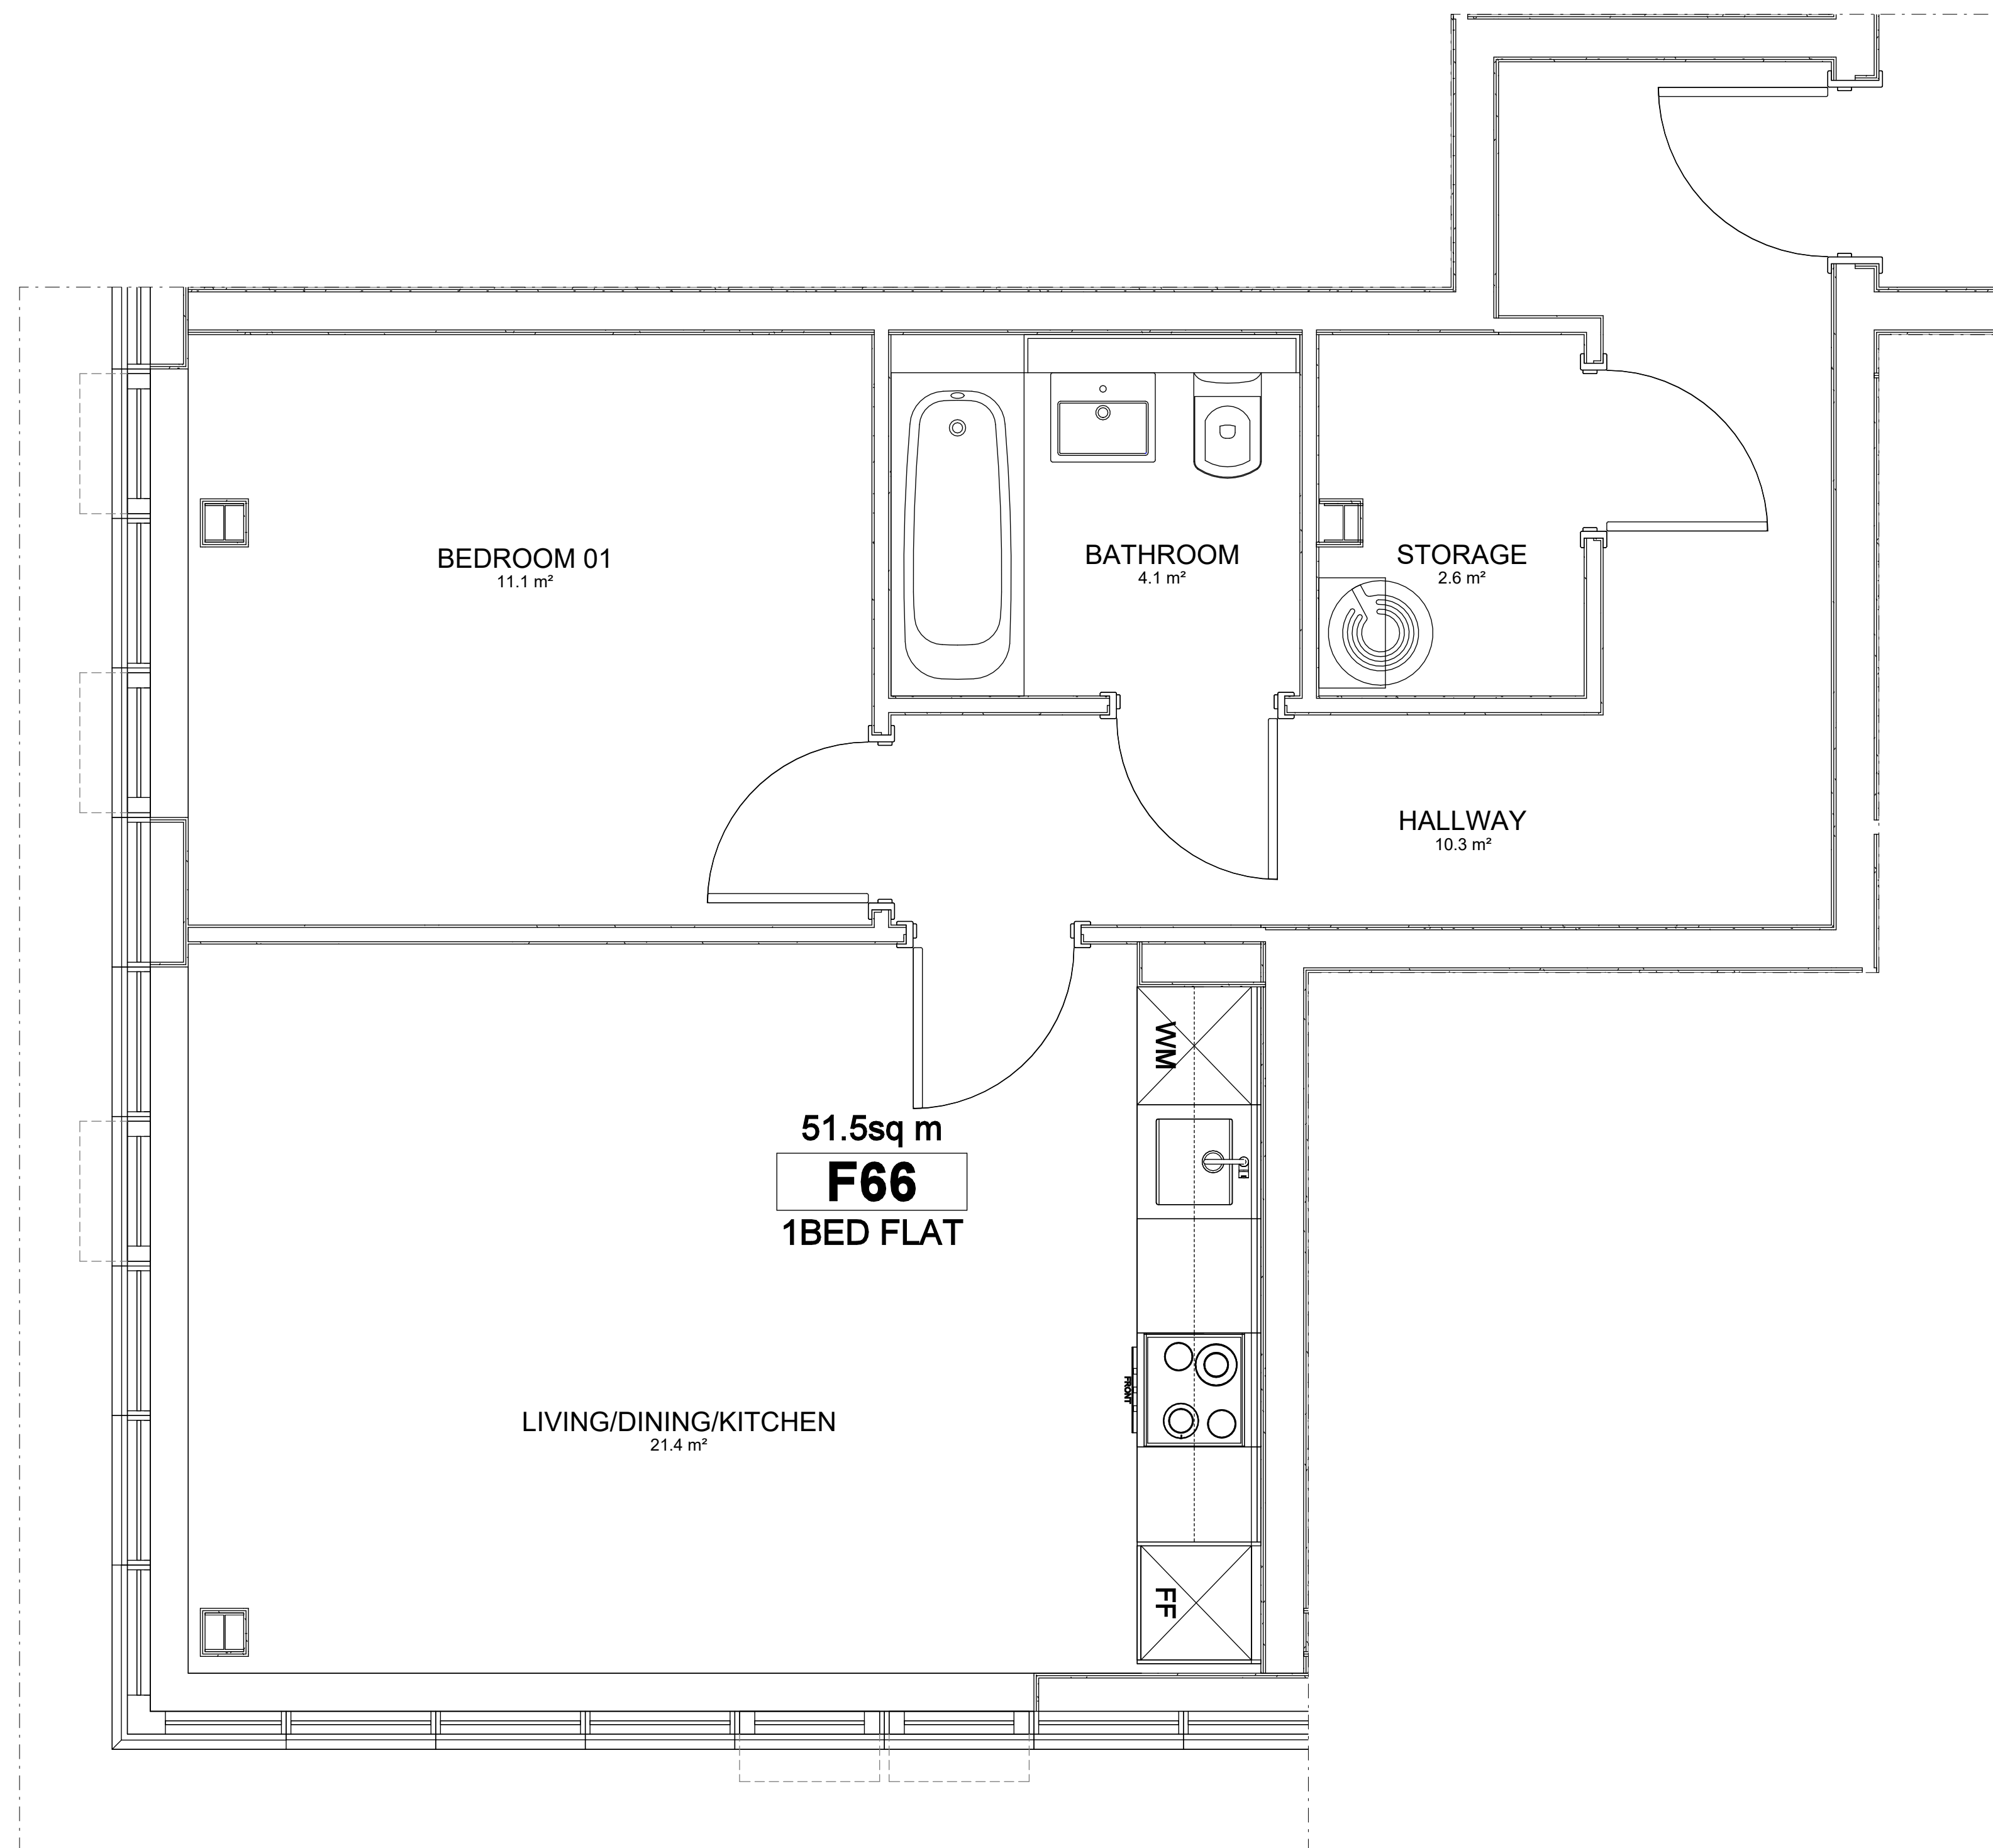 BEDROOM 01
11.1 m²
BATHROOM
4.1 m²
STORAGE
2.6 m²
HALLWAY
10.3 m²
WM
51.5sq m
F66
1BED FLAT
FRONT
LIVING/DINING/KITCHEN
21.4 m²
FF